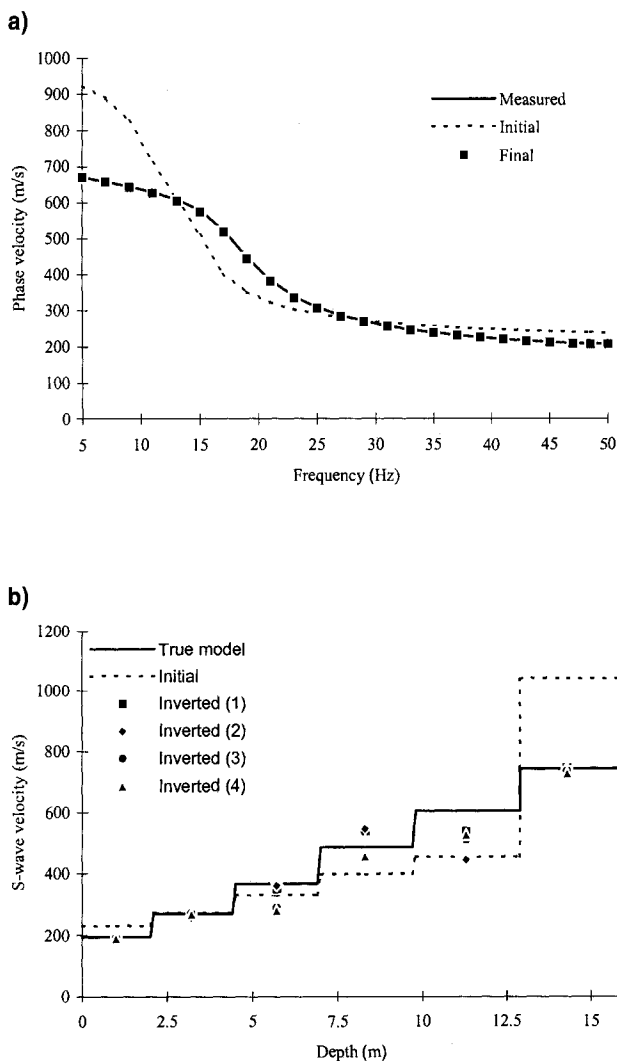 a)
1000
900
800
700
600
500
400
300
200
100
0
Phase velocity (m/s)
Measured
Initial
Final
5 10 15 20 25 30 35 40 45 50
Frequency (Hz)
b)
1200
1000
800
600
400
200
0
S-wave velocity (m/s)
True model
Initial
Inverted (1)
Inverted (2)
Inverted (3)
Inverted (4)
0 2.5 5 7.5 10 12.5 15
Depth (m)